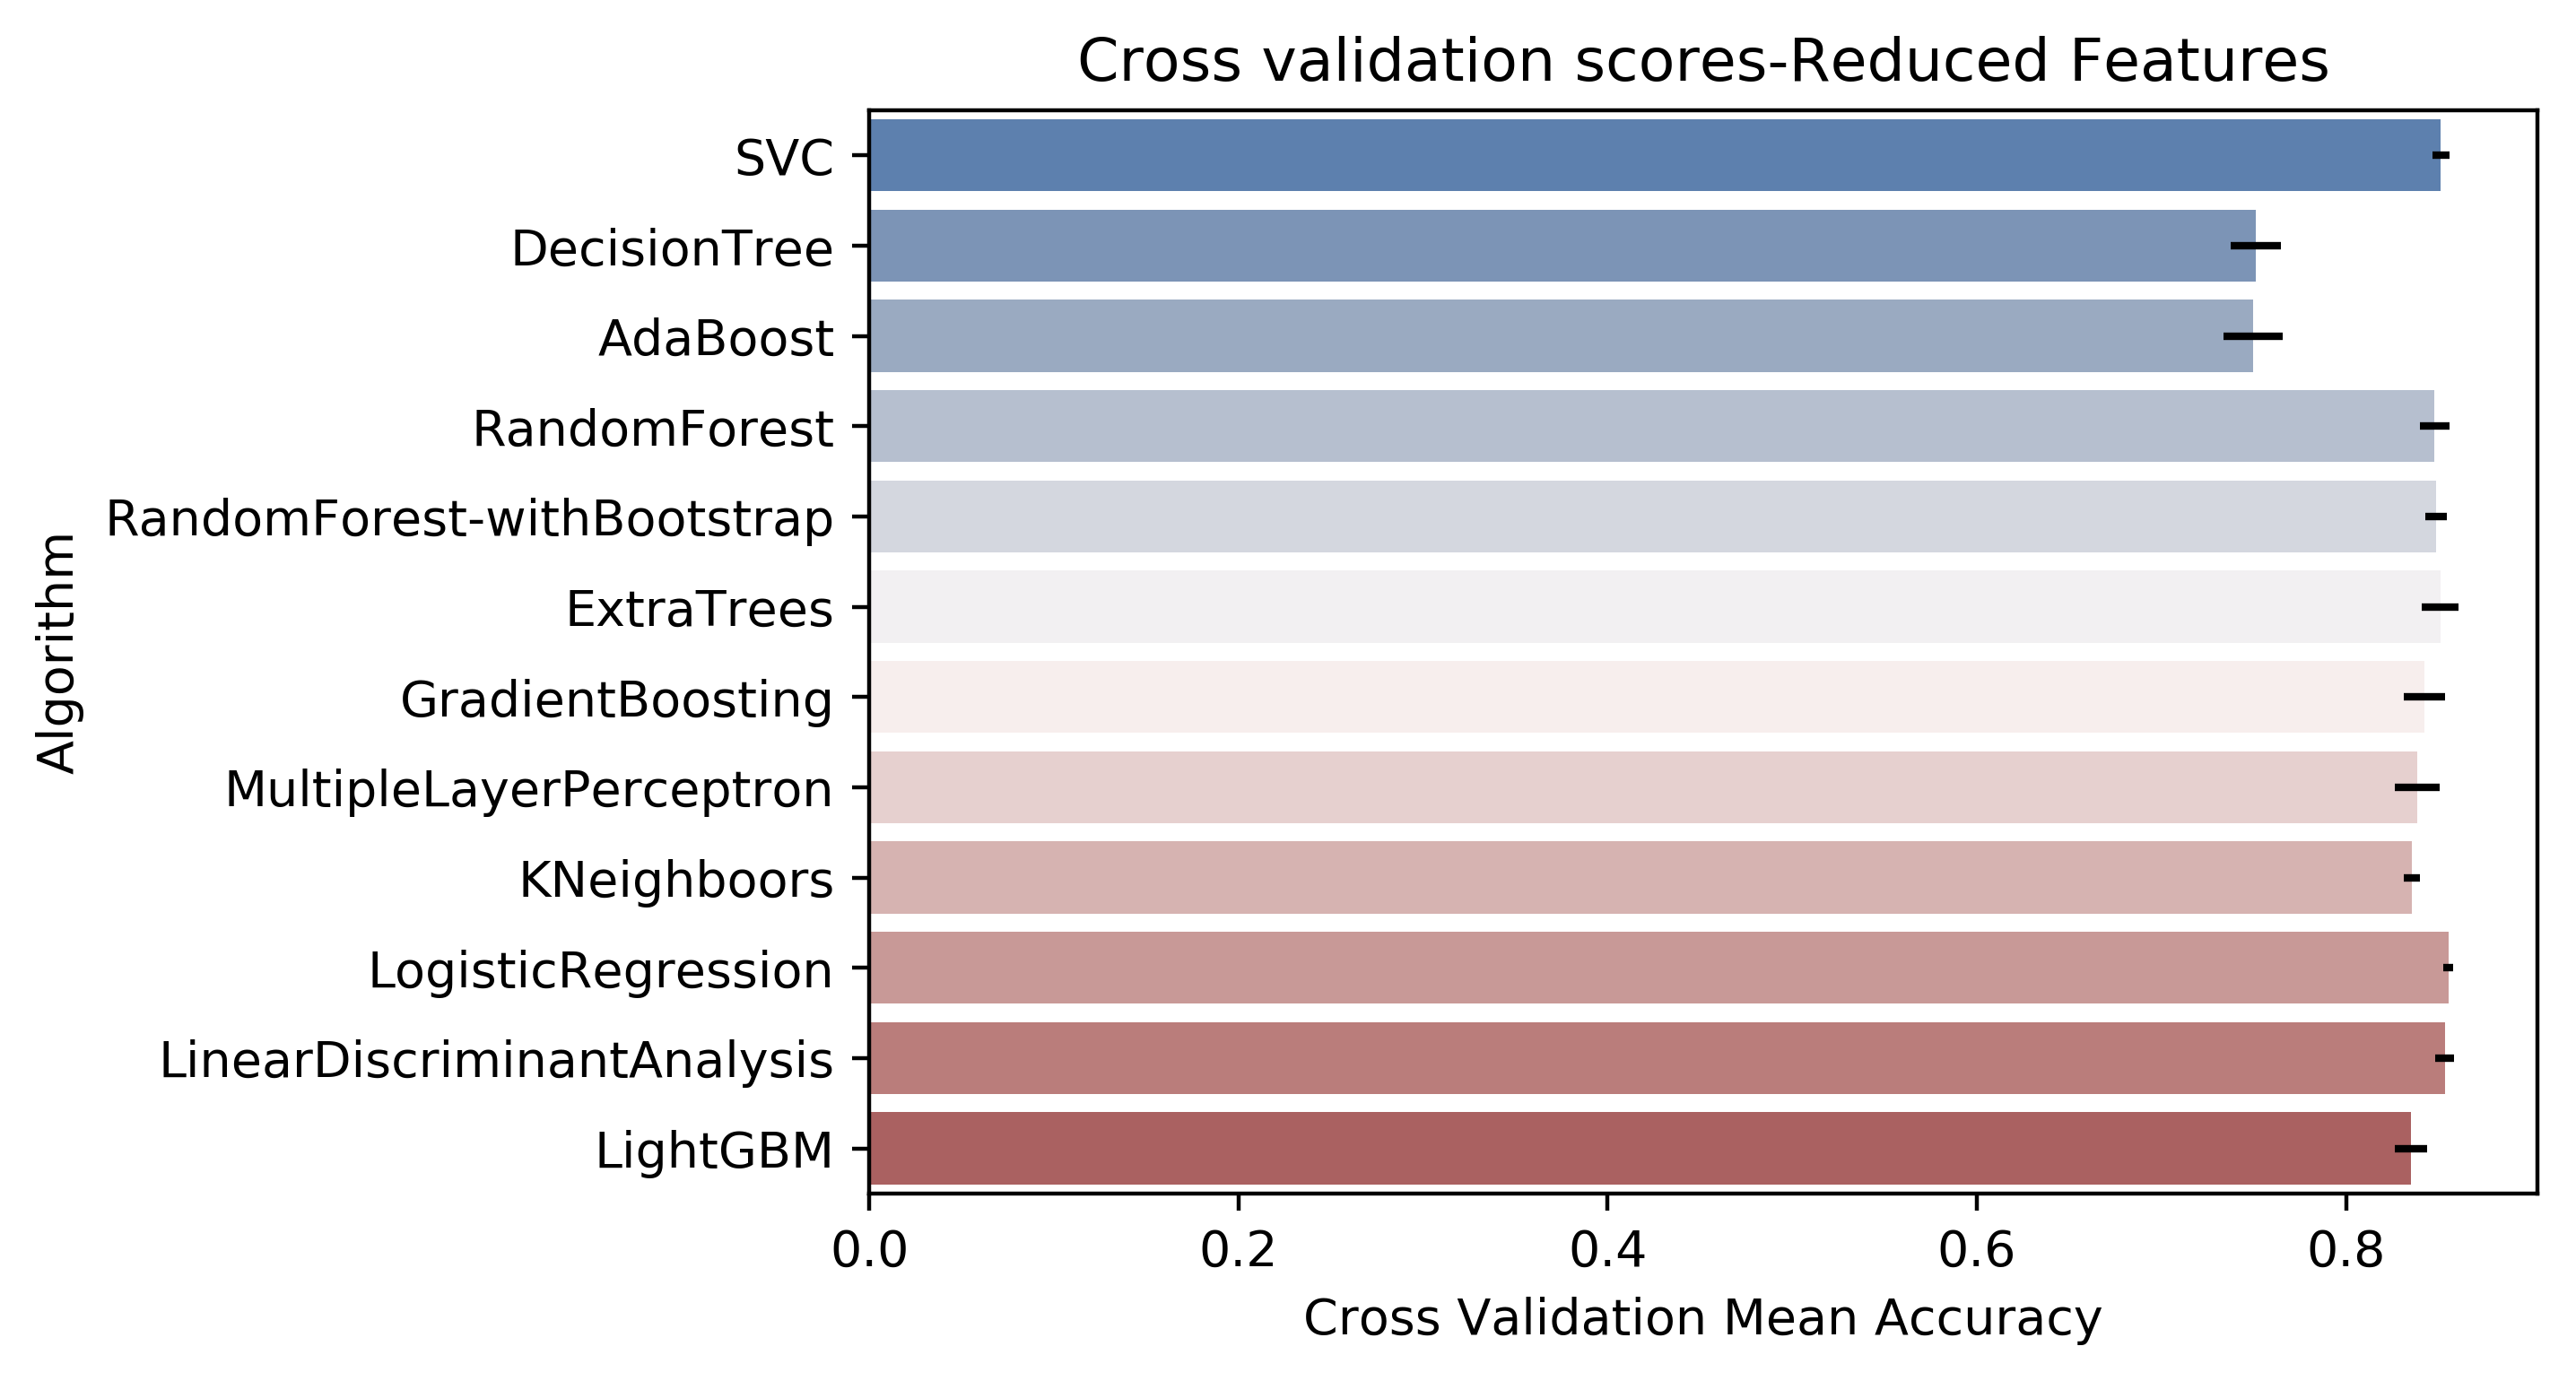 Cross validation scores-Reduced Features
Algorithm
SVC
DecisionTree
AdaBoost
RandomForest
RandomForest-withBootstrap
ExtraTrees
GradientBoosting
MultipleLayerPerceptron
KNeighboors
LogisticRegression
LinearDiscriminantAnalysis
LightGBM
0.0 0.2 0.4 0.6 0.8
Cross Validation Mean Accuracy